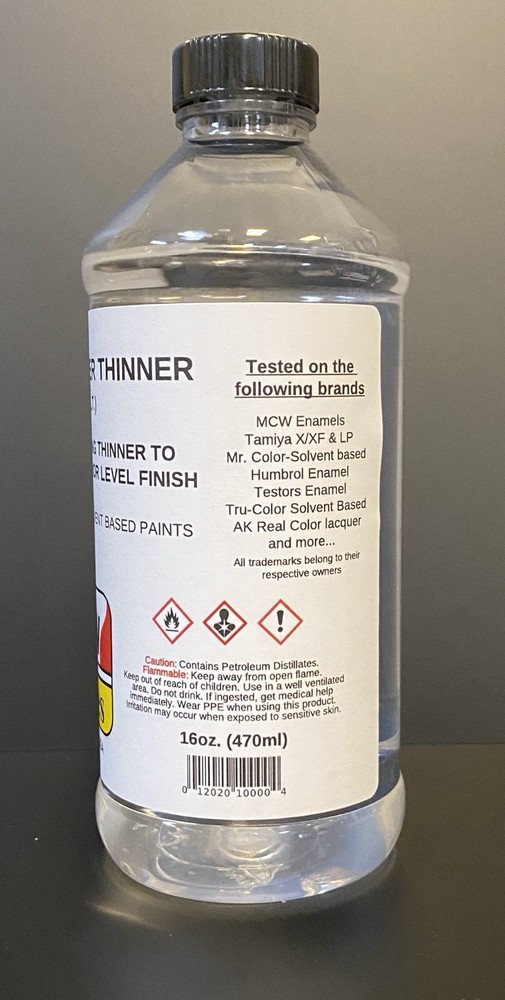 THINNER
THINNER TO
LEVEL FINISH
BASED PAINTS
Tested on the
following brands
MCW Enamels
Tamiya X/XF & LP
Mr. Color-Solvent based
Humbrol Enamel
Testors Enamel
Tru-Color Solvent Based
AK Real Color lacquer
and more...
All trademarks belong to their
respective owners
Caution: Contains Petroleum Distillates.
Flammable: Keep away from open flame.
Keep out of reach of children. Use in a well ventilated
area. Do not drink. If ingested, get medical help
immediately. Wear PPE when using this product.
Irritation may occur when exposed to sensitive skin.
16oz. (470ml)
0 12020 10000 4